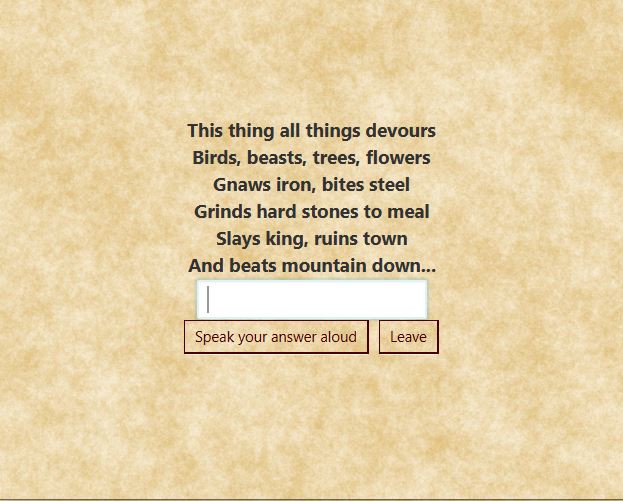 This thing all things devours
Birds, beasts, trees, flowers
Gnaws iron, bites steel
Grinds hard stones to meal
Slays king, ruins town
And beats mountain down...
Speak your answer aloud Leave